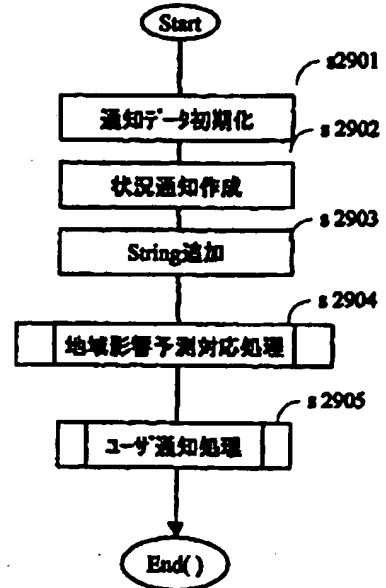 Start
s2901
通知データ初期化
s2902
状況通知作成
s2903
String追加
s2904
地域影響予測対応処理
s2905
ユーザ通知処理
End()